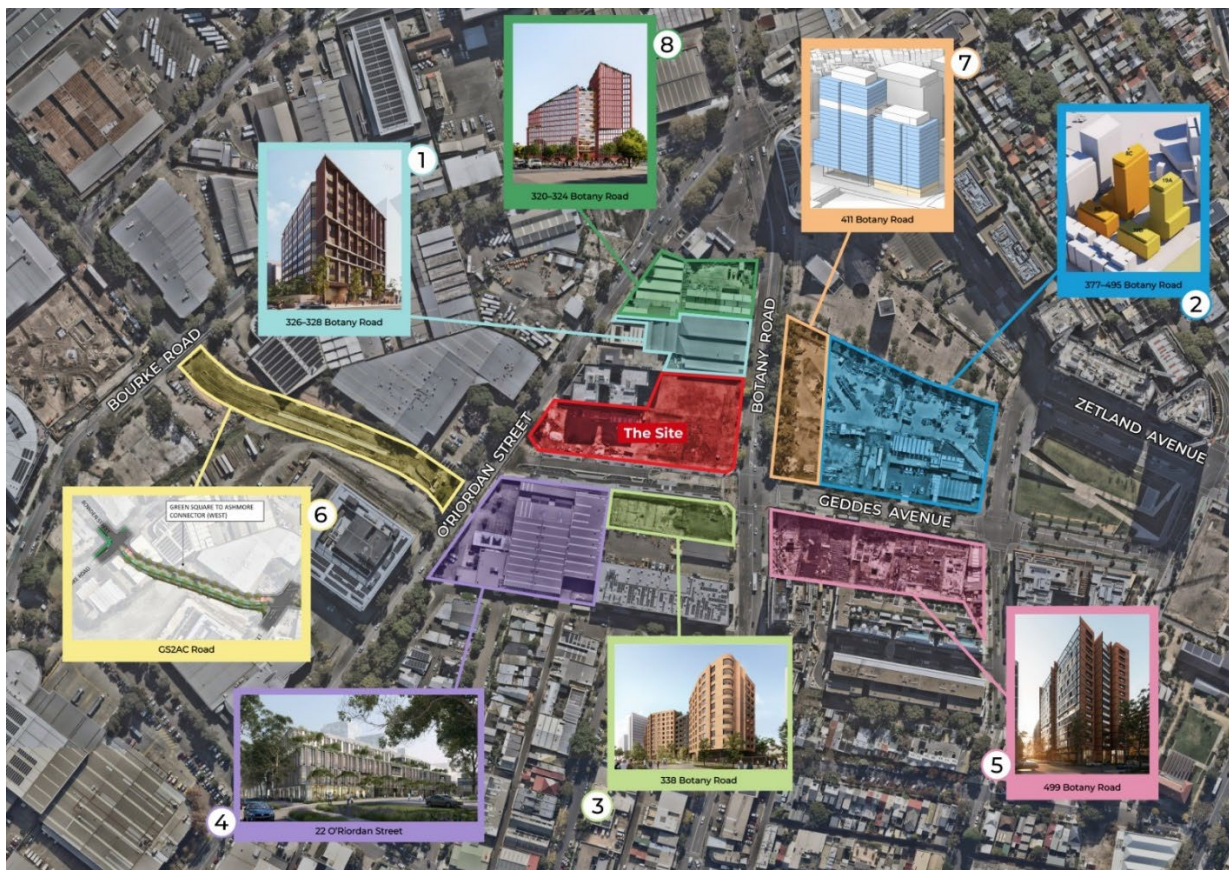 8
320-324 Botany Road
7
411 Botany Road
1
326-328 Botany Road
377-495 Botany Road
2
BOURKE ROAD
BOTANY ROAD
The Site
ZETLAND AVENUE
O'RIORDAN STREET
GEDDES AVENUE
GREEN SQUARE TO ASHMORE
CONNECTOR (WEST)
6
GS2AC Road
4
22 O'Riordan Street
338 Botany Road
3
5
499 Botany Road